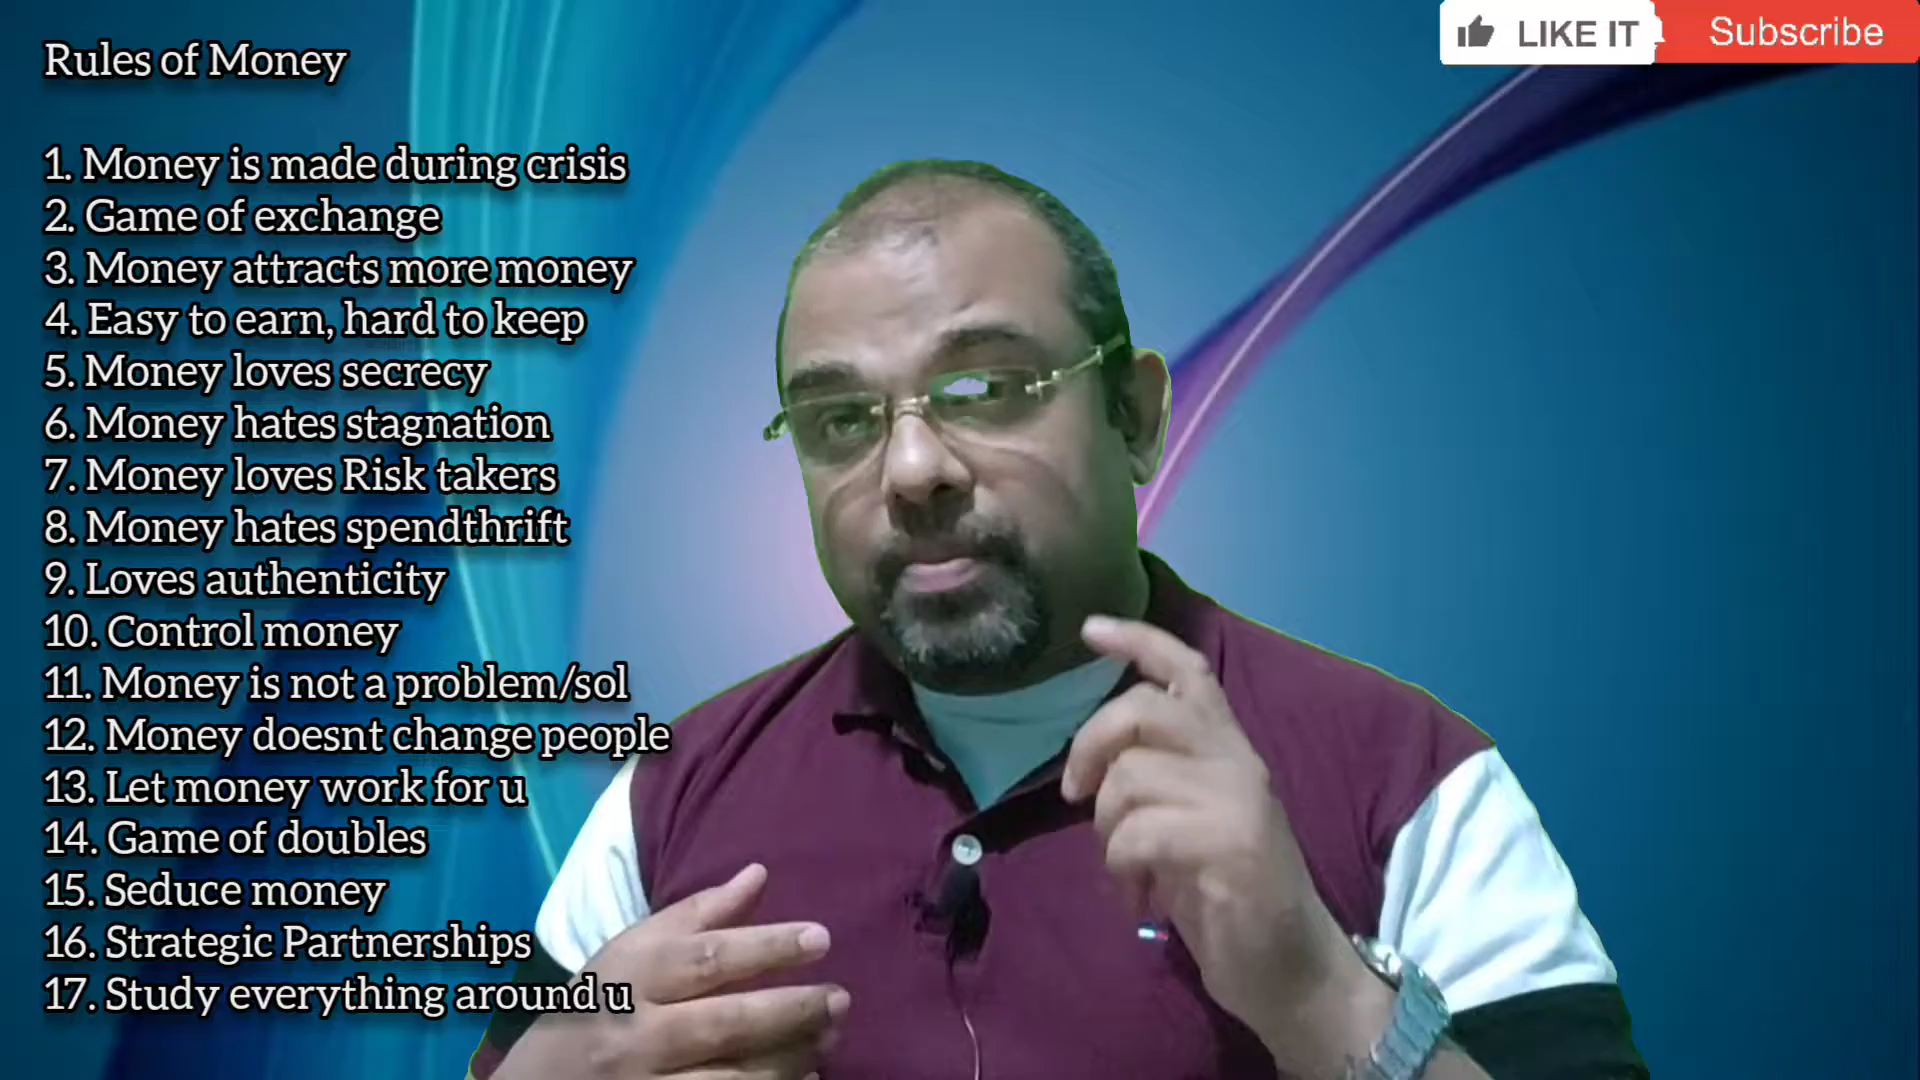 LIKE IT
Subscribe
Rules of Money
1. Money is made during crisis
2. Game of exchange
3. Money attracts more money
4. Easy to earn, hard to keep
5. Money loves secrecy
6. Money hates stagnation
7. Money loves Risk takers
8. Money hates spendthrift
9. Loves authenticity
10. Control money
11. Money is not a problem/sol
12. Money doesnt change people
13. Let money work for u
14. Game of doubles
15. Seduce money
16. Strategic Partnerships
17. Study everything around u